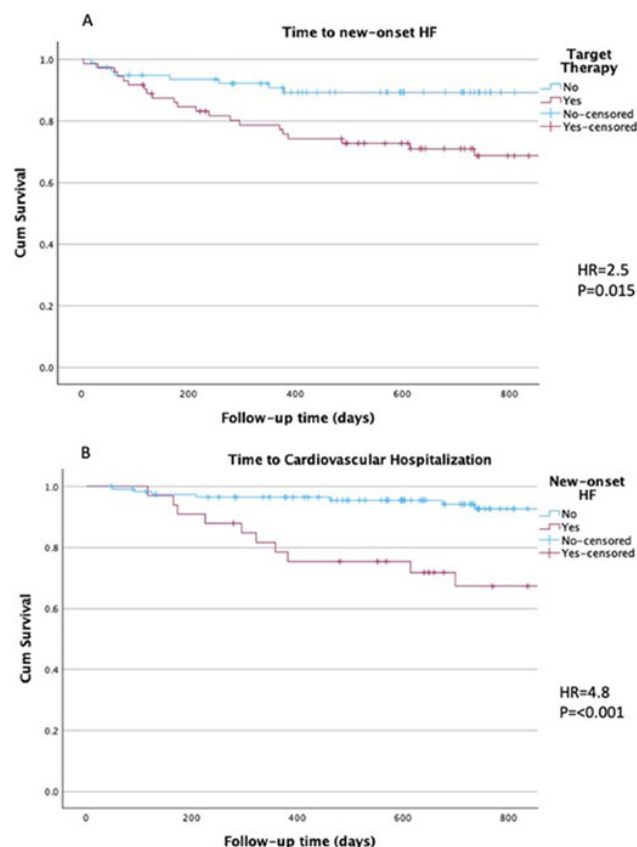 A
Time to new-onset HF
Target
Therapy
No
Yes
No-censored
Yes-censored
1.0
0.8
0.6
0.4
0.2
0.0
Cum Survival
HR=2.5
P=0.015
0 200 400 600 800
Follow-up time (days)
B
Time to Cardiovascular Hospitalization
New-onset
HF
No
Yes
No-censored
Yes-censored
1.0
0.8
0.6
0.4
0.2
0.0
Cum Survival
HR=4.8
P=<0.001
0 200 400 600 800
Follow-up time (days)